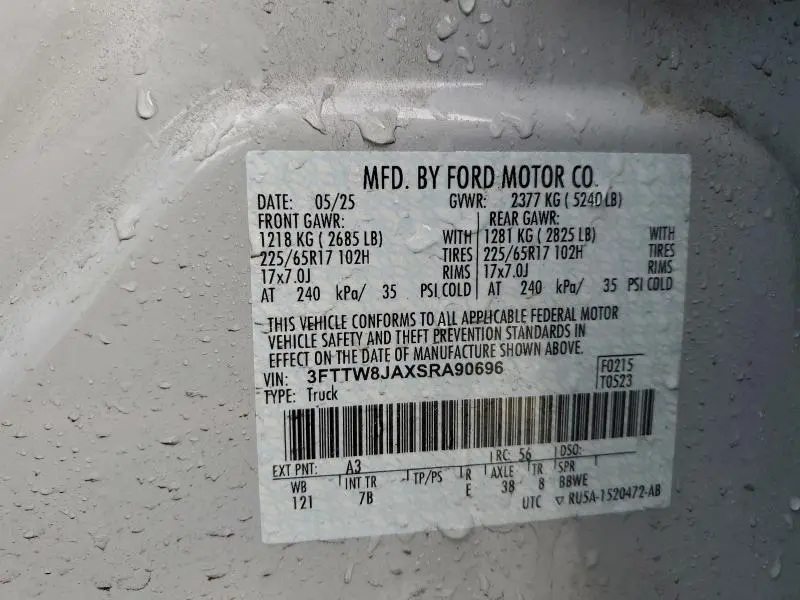 MFD. BY FORD MOTOR CO.
DATE: 05/25 GVWR: 2377 KG ( 5240 LB)
FRONT GAWR: REAR GAWR:
1218 KG ( 2685 LB) WITH 1281 KG ( 2825 LB) WITH
225/65R17 102H TIRES 225/65R17 102H TIRES
17x7.0J RIMS 17x7.0J RIMS
AT 240 kPa/ 35 PSI COLD AT 240 kPa/ 35 PSI COLD
THIS VEHICLE CONFORMS TO ALL APPLICABLE FEDERAL MOTOR
VEHICLE SAFETY AND THEFT PREVENTION STANDARDS IN
EFFECT ON THE DATE OF MANUFACTURE SHOWN ABOVE.
VIN: 3FTTW8JAXSRA90696 F0215
TYPE: Truck T0523
EXT PNT: A3 RC: 56 DSO:
WB INT TR TP/PS R AXLE TR SPR
121 7B E 38 8 BBWE
UTC ▽ RU5A-1520472-AB